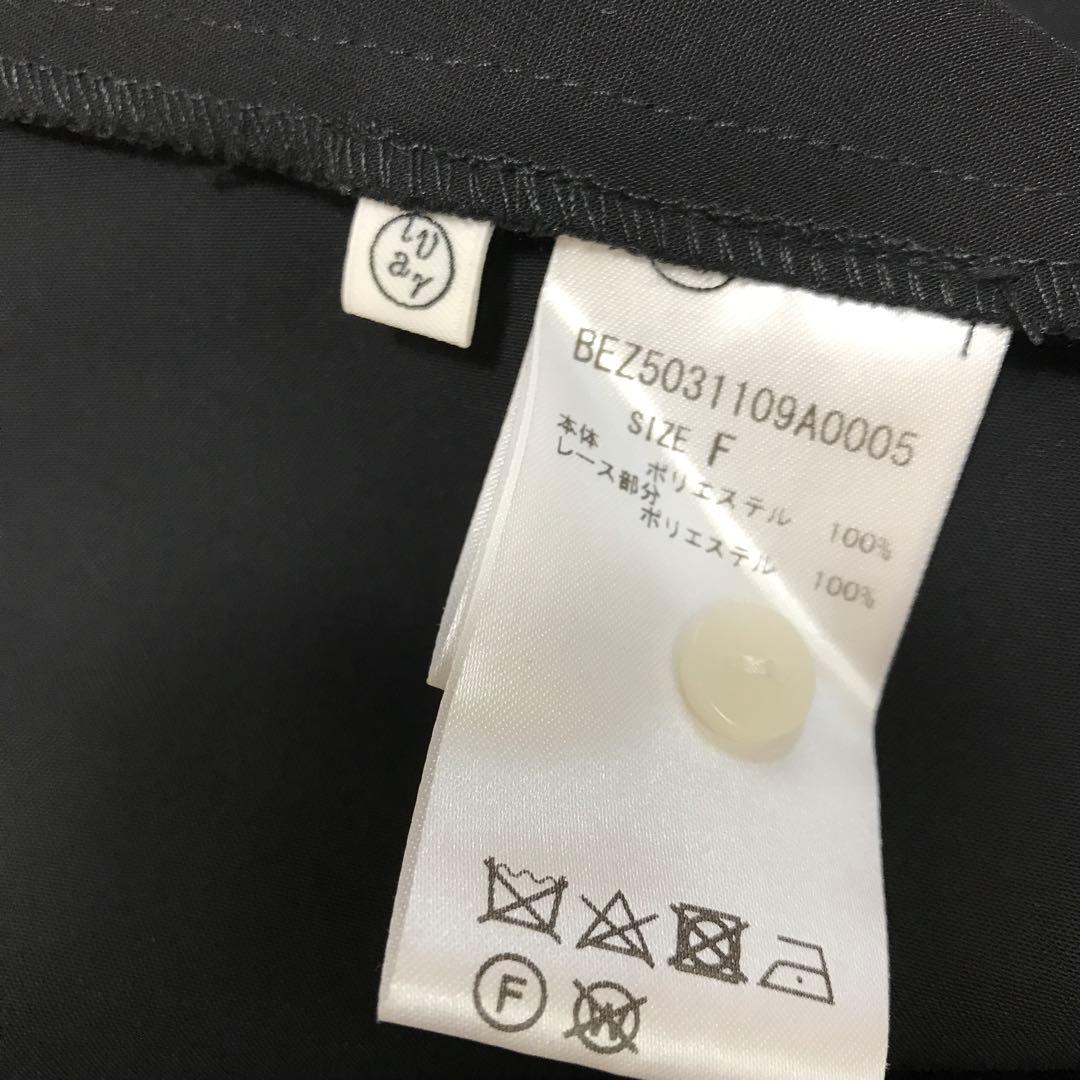 BEZ5031109A0005
SIZE F
本体
ポリエステル 100%
レース部分
ポリエステル 100%
F
W